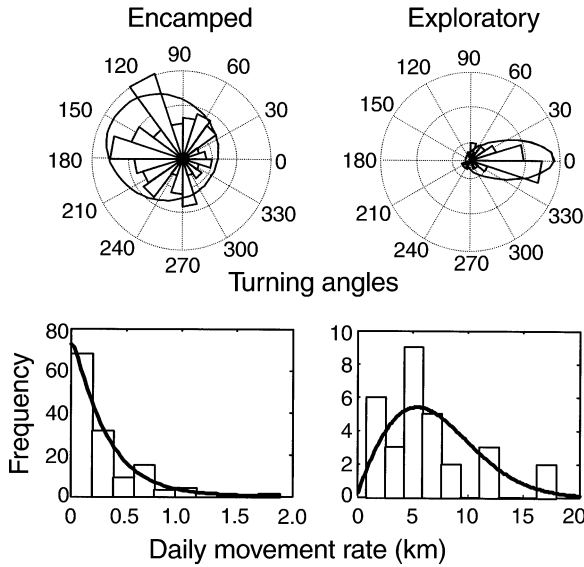 Encamped Exploratory
90 90
120 60 120 60
150 30 150 30
180 180 0
210 330 210 330
240 300 240 300
270 270
Turning angles
80 10
60 8
6
40 4
20 2
0 0
0 0.5 1.0 1.5 2.0 0 5 10 15 20
Frequency
Daily movement rate (km)